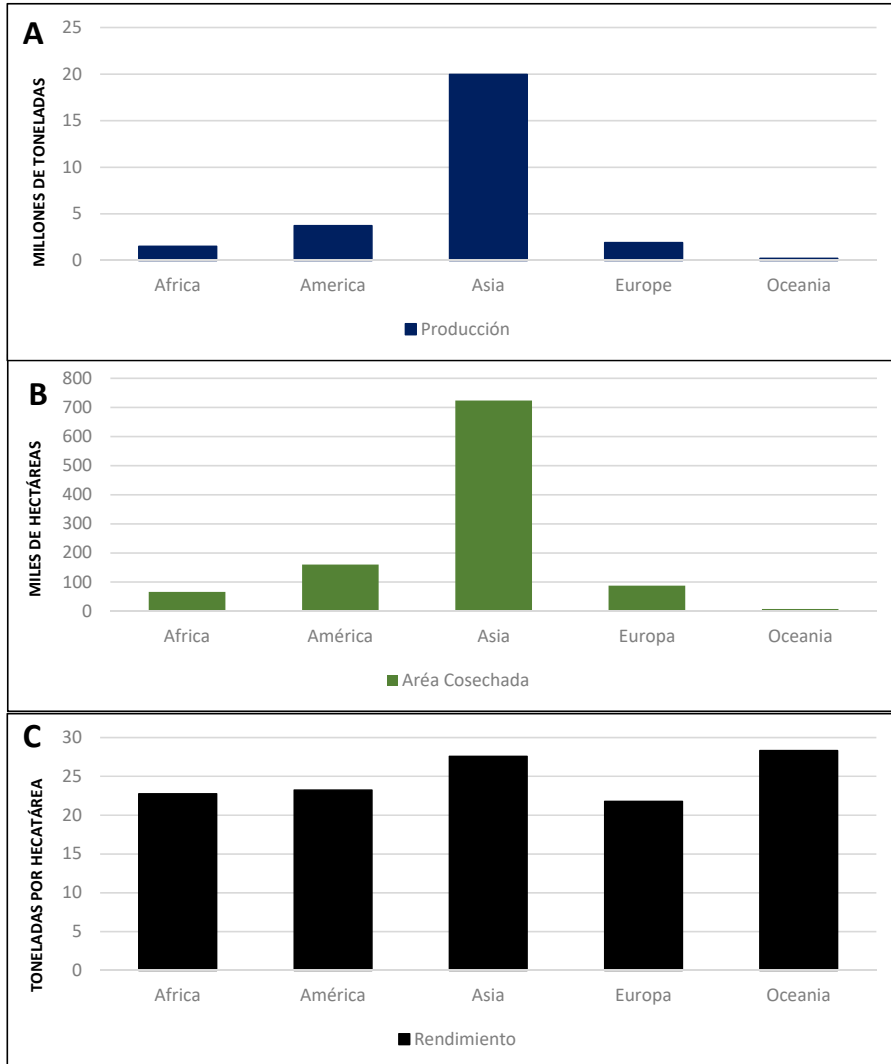 A
MILLONES DE TONELADAS
25
20
15
10
5
0
Africa America Asia Europe Oceania
Producción
B
MILES DE HECTÁREAS
800
700
600
500
400
300
200
100
0
Africa América Asia Europa Oceania
Aréa Cosechada
C
TONELADAS POR HECATÁREA
30
25
20
15
10
5
0
Africa América Asia Europa Oceania
Rendimiento